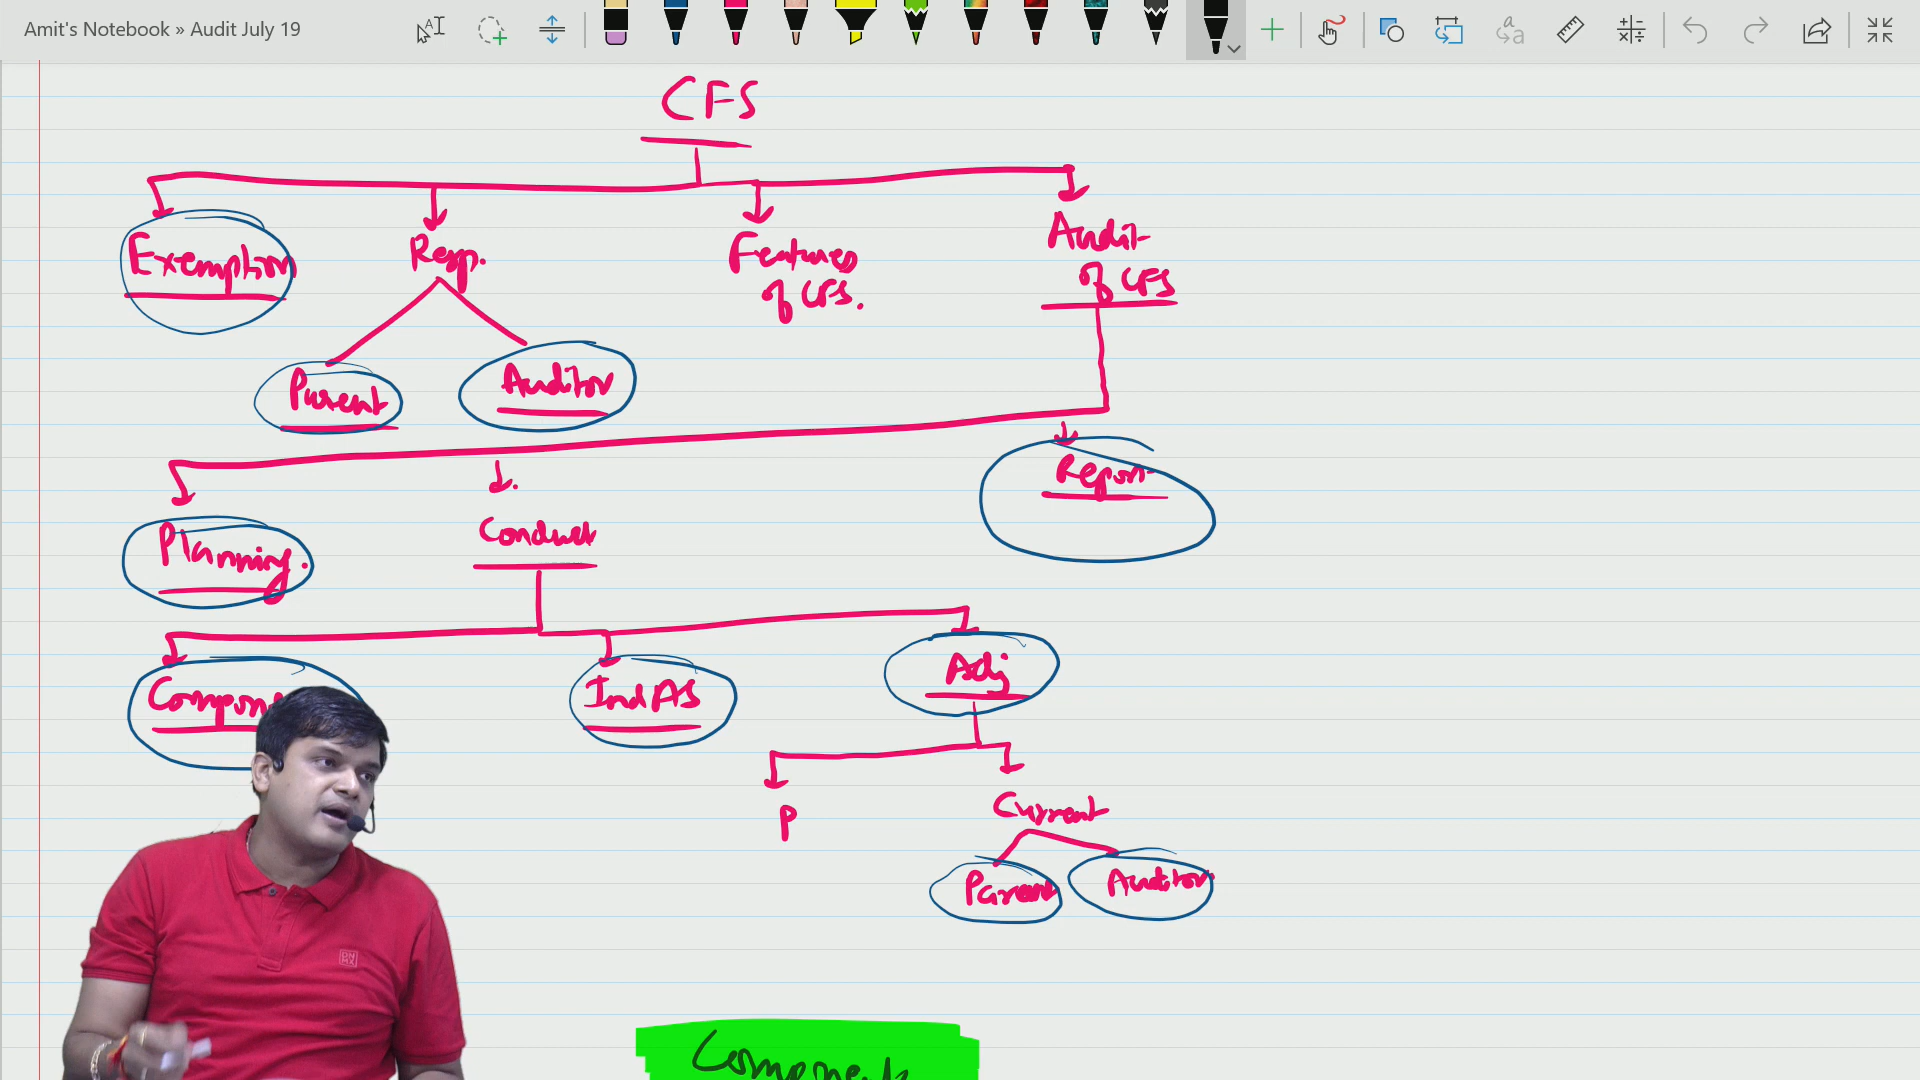 Amit's Notebook » Audit July 19
CFS
Exemption
Resp.
Features
of CFS.
Audit
of CFS
Parent
Auditor
Report
Planning.
Conduct
Ind AS
Adj
P
Current
Parent
Auditor
Component